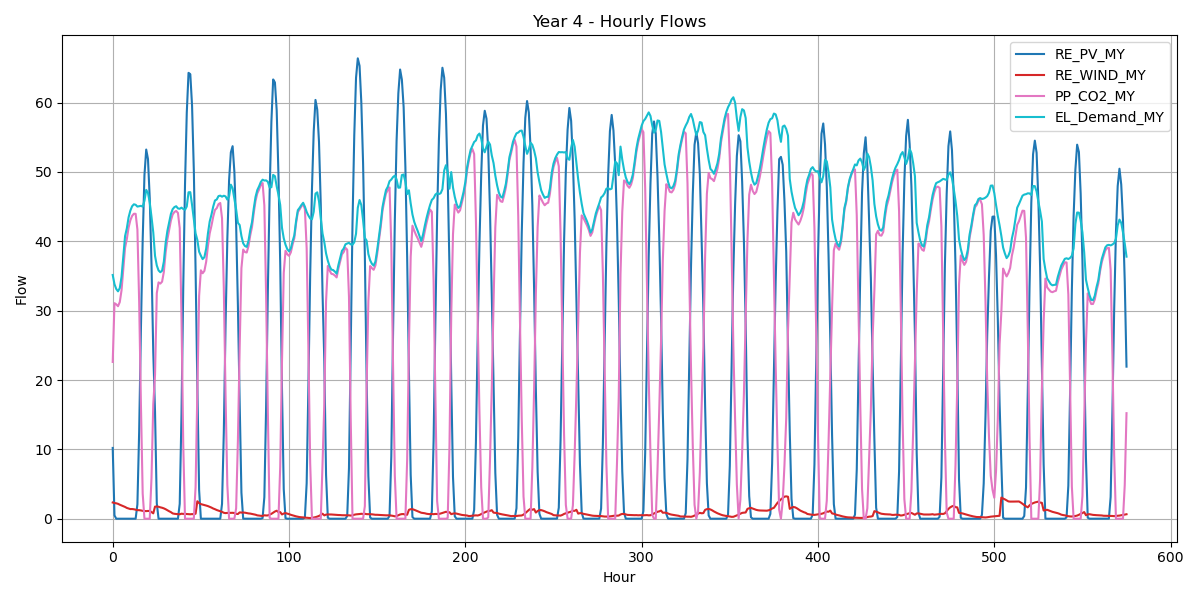 Year 4 - Hourly Flows
RE_PV_MY
RE_WIND_MY
PP_CO2_MY
EL_Demand_MY
Flow
60
50
40
30
20
10
0
0 100 200 300 400 500 600
Hour